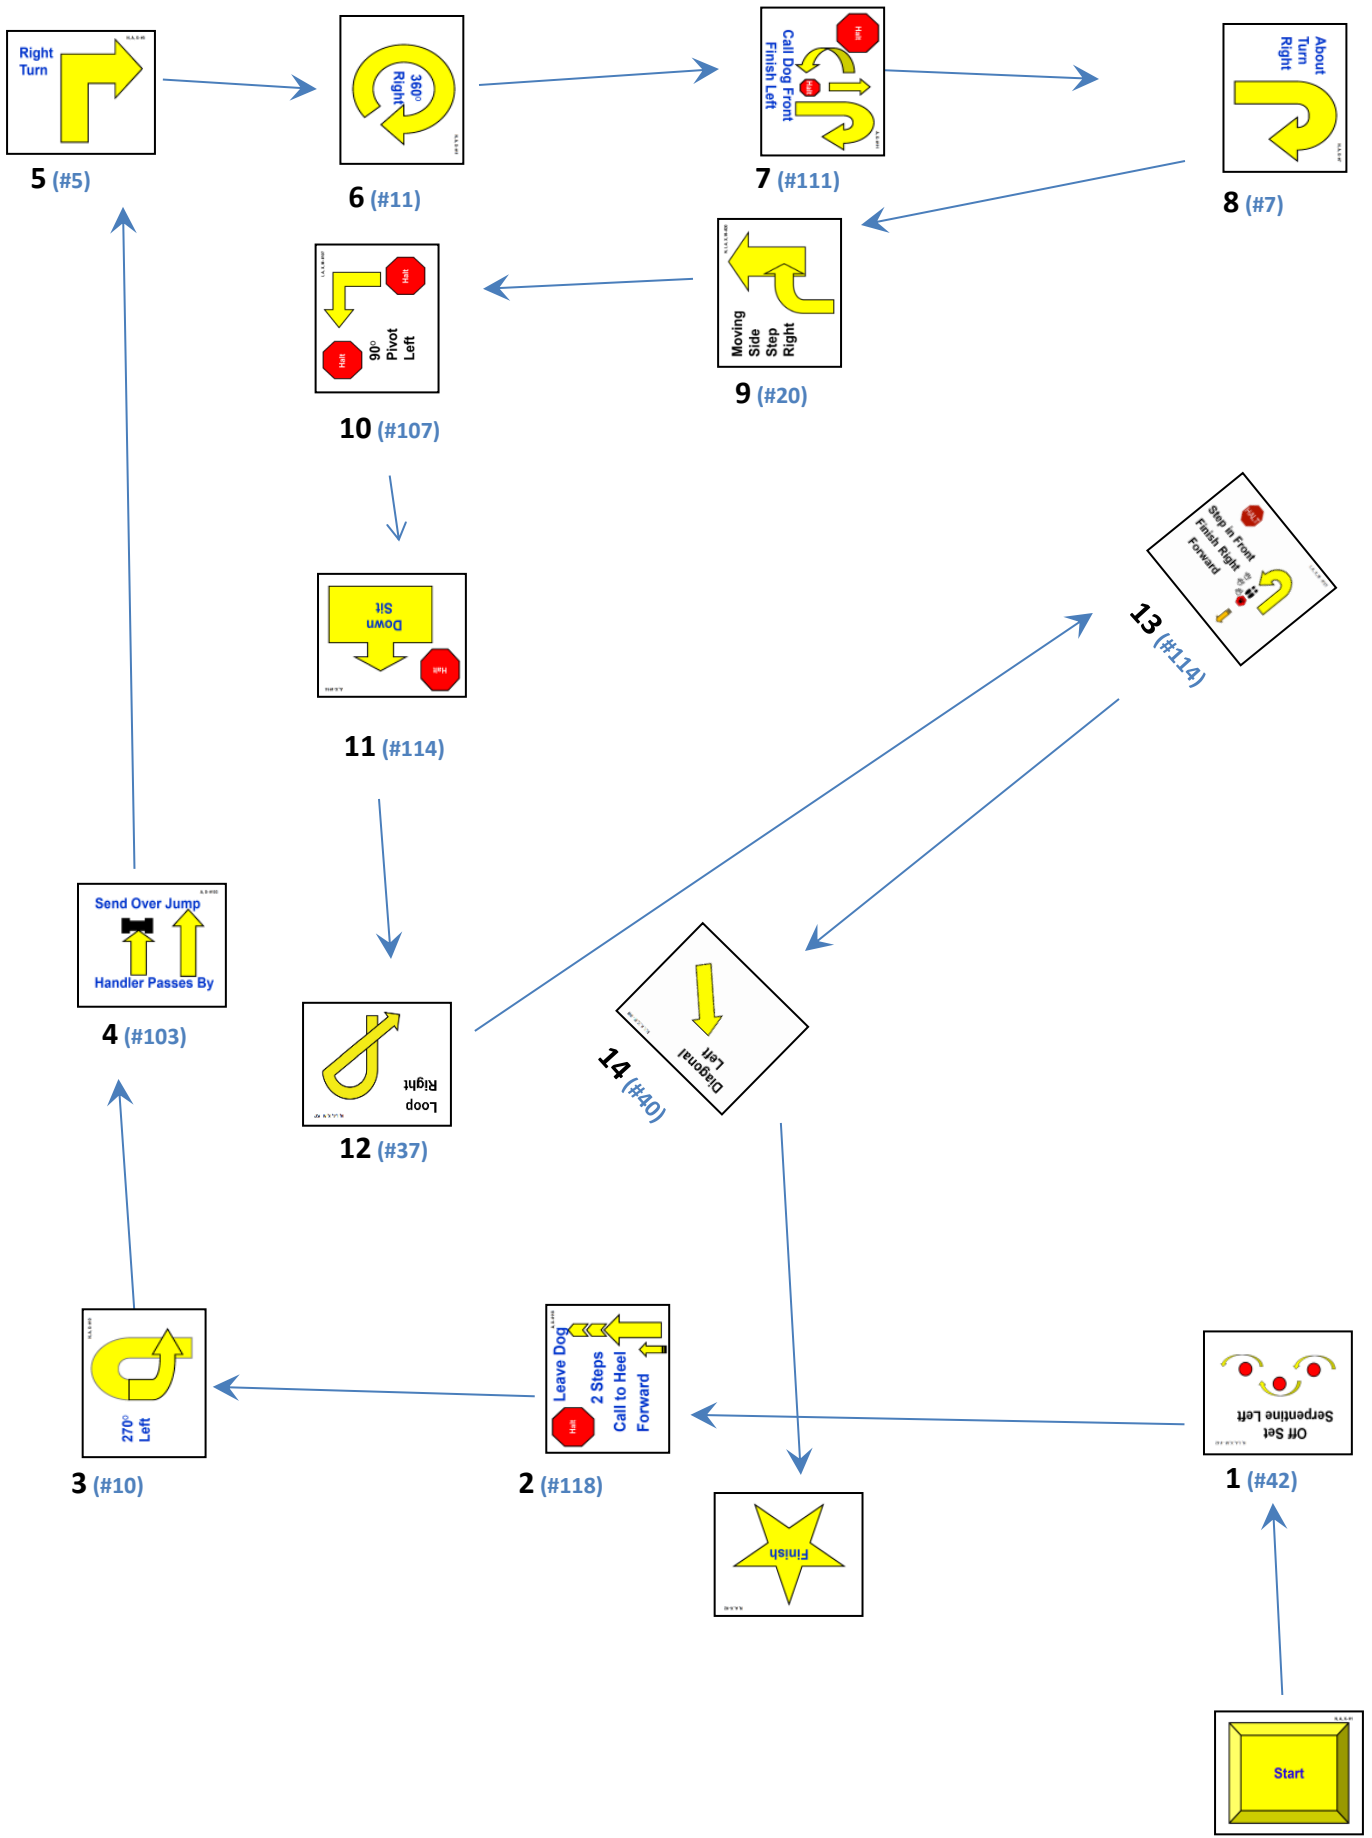 Right
Turn
5 (#5)
360°
Right
6 (#11)
Halt
Call Dog Front
Finish Left
Halt
7 (#111)
About
Turn
Right
8 (#7)
Moving
Side
Step
Right
9 (#20)
Halt
Halt
90°
Pivot
Left
10 (#107)
Down
Sit
Halt
11 (#114)
Loop
Right
12 (#37)
HALT
Step in Front
Finish Right
Forward
13 (#114)
Diagonal
Left
14 (#40)
Send Over Jump
Handler Passes By
4 (#103)
270°
Left
3 (#10)
Halt
Leave Dog
2 Steps
Call to Heel
Forward
2 (#118)
Off Set
Serpentine Left
1 (#42)
Finish
Start